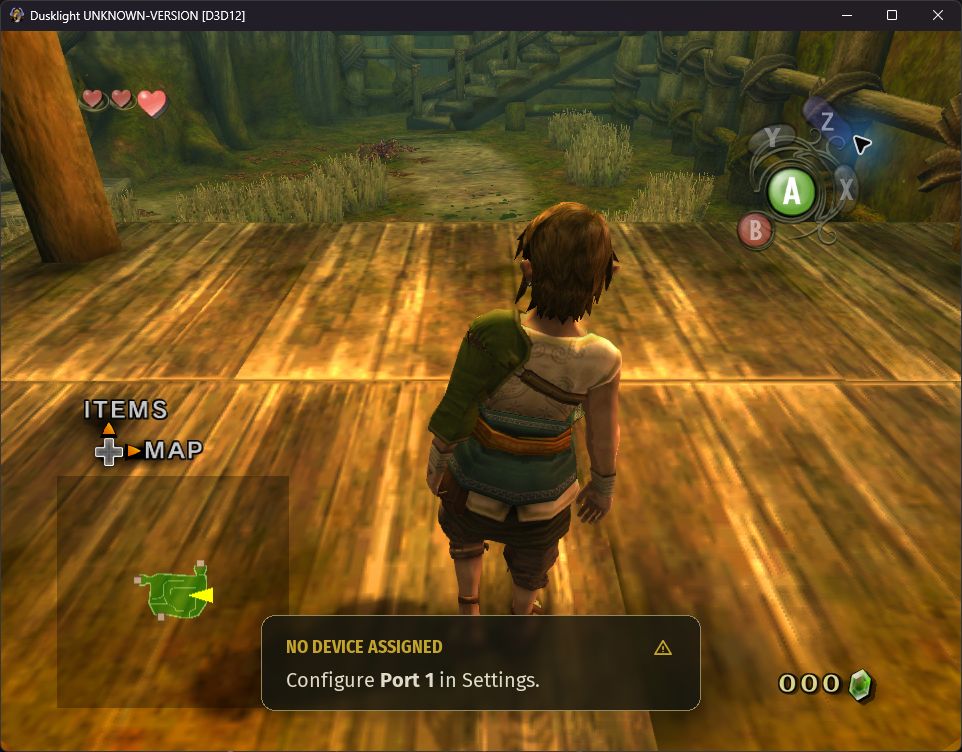 Dusklight UNKNOWN-VERSION [D3D12]
Z
Y
A
X
B
ITEMS
MAP
NO DEVICE ASSIGNED
Configure Port 1 in Settings.
000